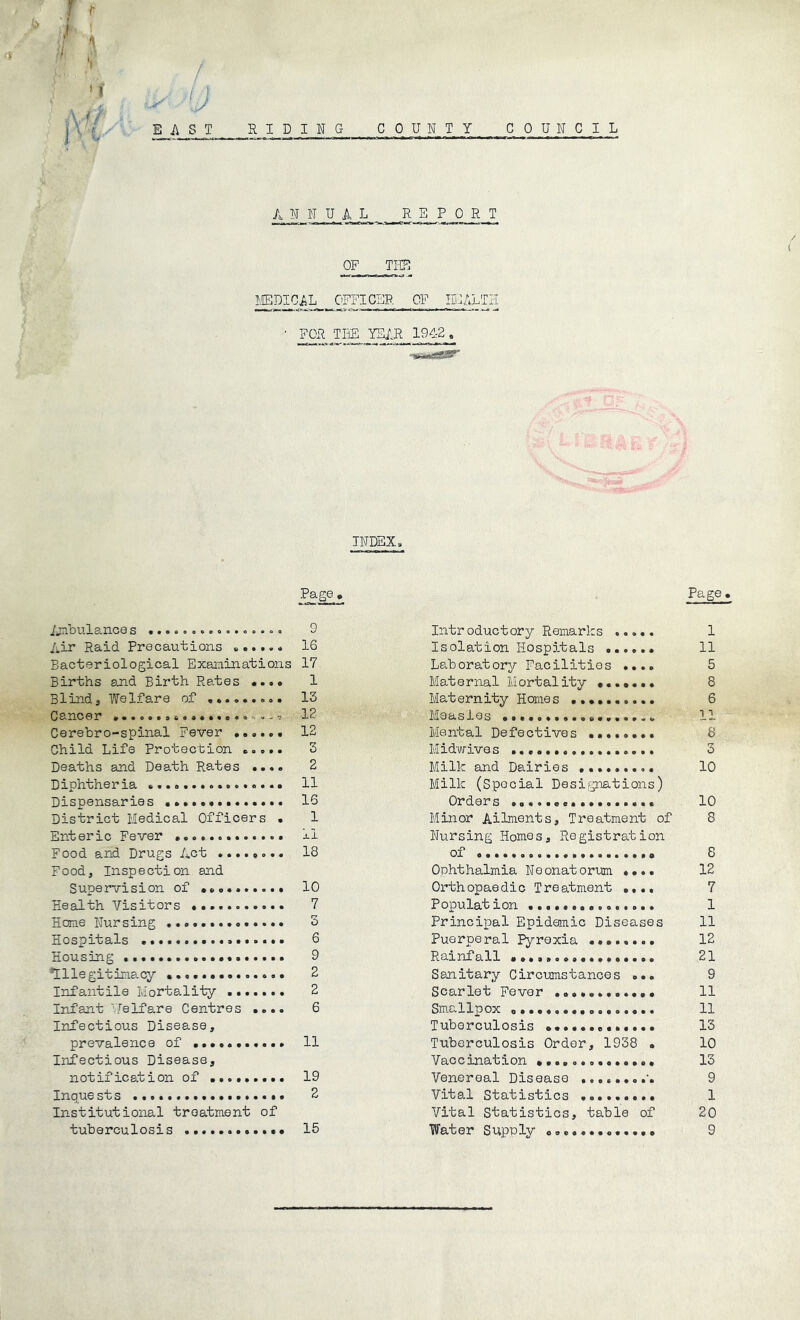 EAST RIDING COUNTY COUNCIL
ANNUAL REPORT
OF THE
MEDICAL OFFICER OF HEALTH
FOR THE YEAR 1942.
LIBRARY
INDEX.
Page.
Ambulances ................ 9
Air Raid Precautions ...... 16
Bacteriological Examinations 17
Births and Birth Rates .... 1
Blind, Welfare of ......... 13
Cancer .................... 12
Cerebro-spinal Fever ...... 12
Child Life Protection ..... 3
Deaths and Death Rates .... 2
Diphtheria ................ 11
Dispensaries .............. 16
District Medical Officers . 1
Enteric Fever ............. 11
Food and Drugs Act ........ 18
Food, Inspection and
Supervision of .......... 10
Health Visitors ........... 7
Home Nursing .............. 3
Hospitals ................. 6
Housing ................... 9
Illegitimacy .............. 2
Infantile Mortality ....... 2
Infant Welfare Centres .... 6
Infectious Disease,
prevalence of ........... 11
Infectious Disease,
notification of ......... 19
Inquests .................. 2
Institutional treatment of
tuberculosis ............ 15
Page.
Introductory Remarks ..... 1
Isolation Hospitals ...... 11
Laboratory Facilities .... 5
Maternal Mortality ....... 8
Maternity Homes .......... 6
Measles .................. 11
Mental Defectives ........ 8
Midwives ................. 3
Milk and Dairies ......... 10
Milk (Special Designations)
Orders ................. 10
Minor Ailments, Treatment of 8
Nursing Homes, Registration
of ..................... 8
Ophthalmia Neonatorum .... 12
Orthopaedic Treatment .... 7
Population ............... 1
Principal Epidemic Diseases 11
Puerperal Pyrexia ........ 12
Rainfall ................. 21
Sanitary Circumstances ... 9
Scarlet Fever ............ 11
Smallpox ................. 11
Tuberculosis ............. 13
Tuberculosis Order, 1938 . 10
Vaccination .............. 13
Venereal Disease ......... 9
Vital Statistics ......... 1
Vital Statistics, table of 20
Water Supply ............. 9